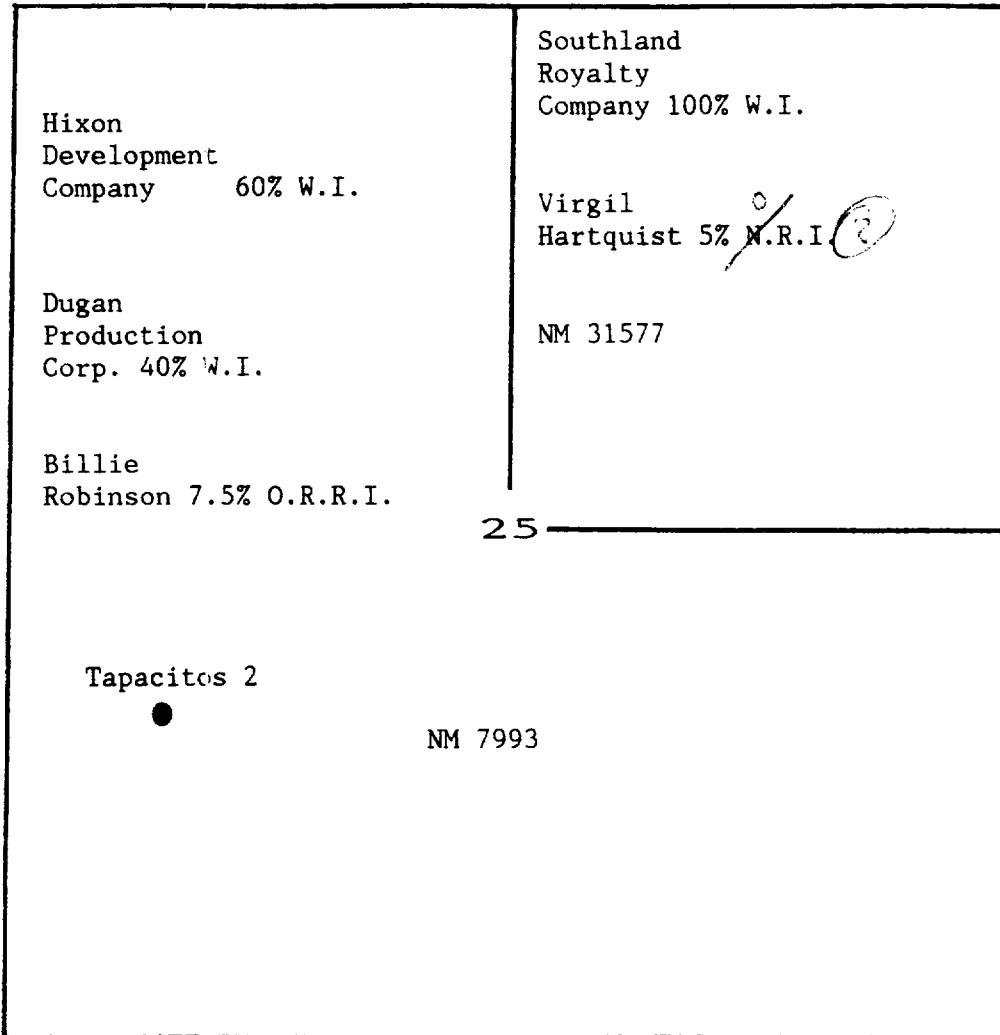 Hixon
Development
Company 60% W.I.
Dugan
Production
Corp. 40% W.I.
Billie
Robinson 7.5% O.R.R.I.
Southland
Royalty
Company 100% W.I.
Virgil
O
Hartquist 5% N.R.I. ?
NM 31577
25
Tapacitos 2
NM 7993